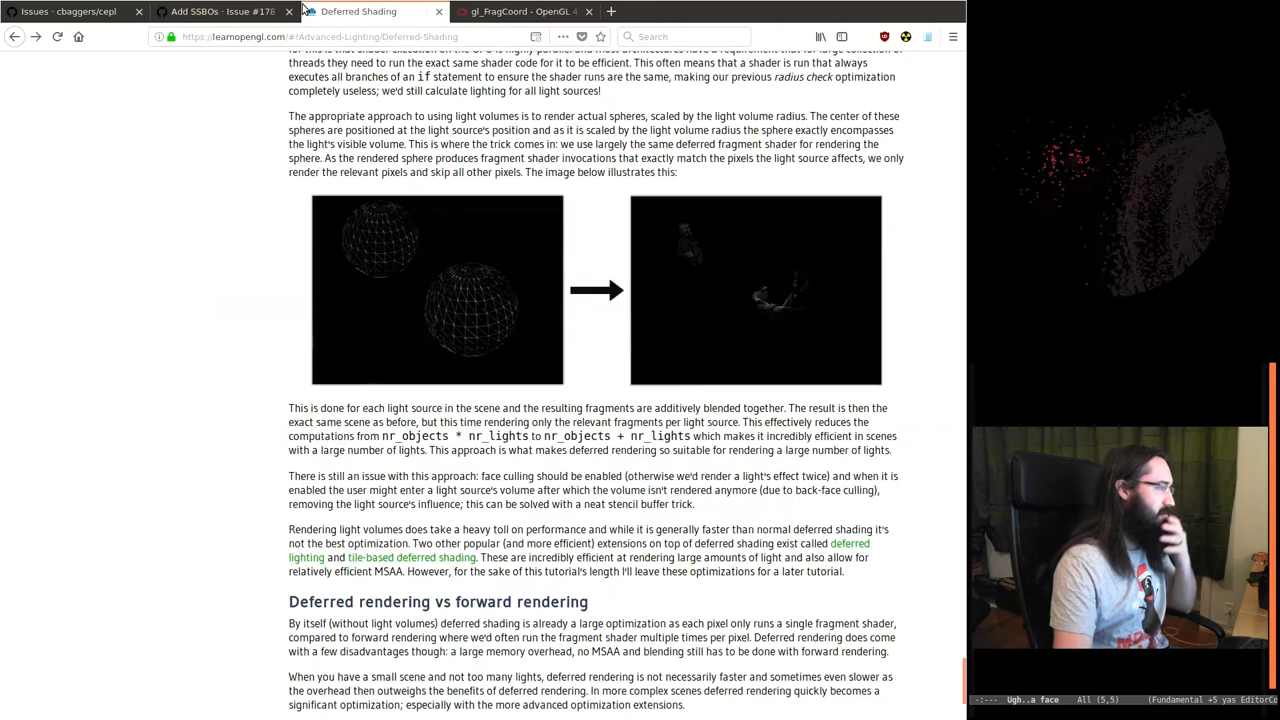 Issues · cbaggers/cepl
Add SSBOs · Issue #178
Deferred Shading
gl_FragCoord - OpenGL 4
https://learnopengl.com/#!Advanced-Lighting/Deferred-Shading
Search
threads they need to run the exact same shader code for it to be efficient. This often means that a shader is run that always
executes all branches of an if statement to ensure the shader runs are the same, making our previous radius check optimization
completely useless; we'd still calculate lighting for all light sources!
The appropriate approach to using light volumes is to render actual spheres, scaled by the light volume radius. The center of these
spheres are positioned at the light source's position and as it is scaled by the light volume radius the sphere exactly encompasses
the light's visible volume. This is where the trick comes in: we use largely the same deferred fragment shader for rendering the
sphere. As the rendered sphere produces fragment shader invocations that exactly match the pixels the light source affects, we only
render the relevant pixels and skip all other pixels. The image below illustrates this:
This is done for each light source in the scene and the resulting fragments are additively blended together. The result is then the
exact same scene as before, but this time rendering only the relevant fragments per light source. This effectively reduces the
computations from nr_objects * nr_lights to nr_objects + nr_lights which makes it incredibly efficient in scenes
with a large number of lights. This approach is what makes deferred rendering so suitable for rendering a large number of lights.
There is still an issue with this approach: face culling should be enabled (otherwise we'd render a light's effect twice) and when it is
enabled the user might enter a light source's volume after which the volume isn't rendered anymore (due to back-face culling),
removing the light source's influence; this can be solved with a neat stencil buffer trick.
Rendering light volumes does take a heavy toll on performance and while it is generally faster than normal deferred shading it's
not the best optimization. Two other popular (and more efficient) extensions on top of deferred shading exist called deferred
lighting and tile-based deferred shading. These are incredibly efficient at rendering large amounts of light and also allow for
relatively efficient MSAA. However, for the sake of this tutorial's length I'll leave these optimizations for a later tutorial.
Deferred rendering vs forward rendering
By itself (without light volumes) deferred shading is already a large optimization as each pixel only runs a single fragment shader,
compared to forward rendering where we'd often run the fragment shader multiple times per pixel. Deferred rendering does come
with a few disadvantages though: a large memory overhead, no MSAA and blending still has to be done with forward rendering.
When you have a small scene and not too many lights, deferred rendering is not necessarily faster and sometimes even slower as
the overhead then outweighs the benefits of deferred rendering. In more complex scenes deferred rendering quickly becomes a
significant optimization; especially with the more advanced optimization extensions.
-:--- Ugh..a face All (5,5) (Fundamental +5 yas EditorCo